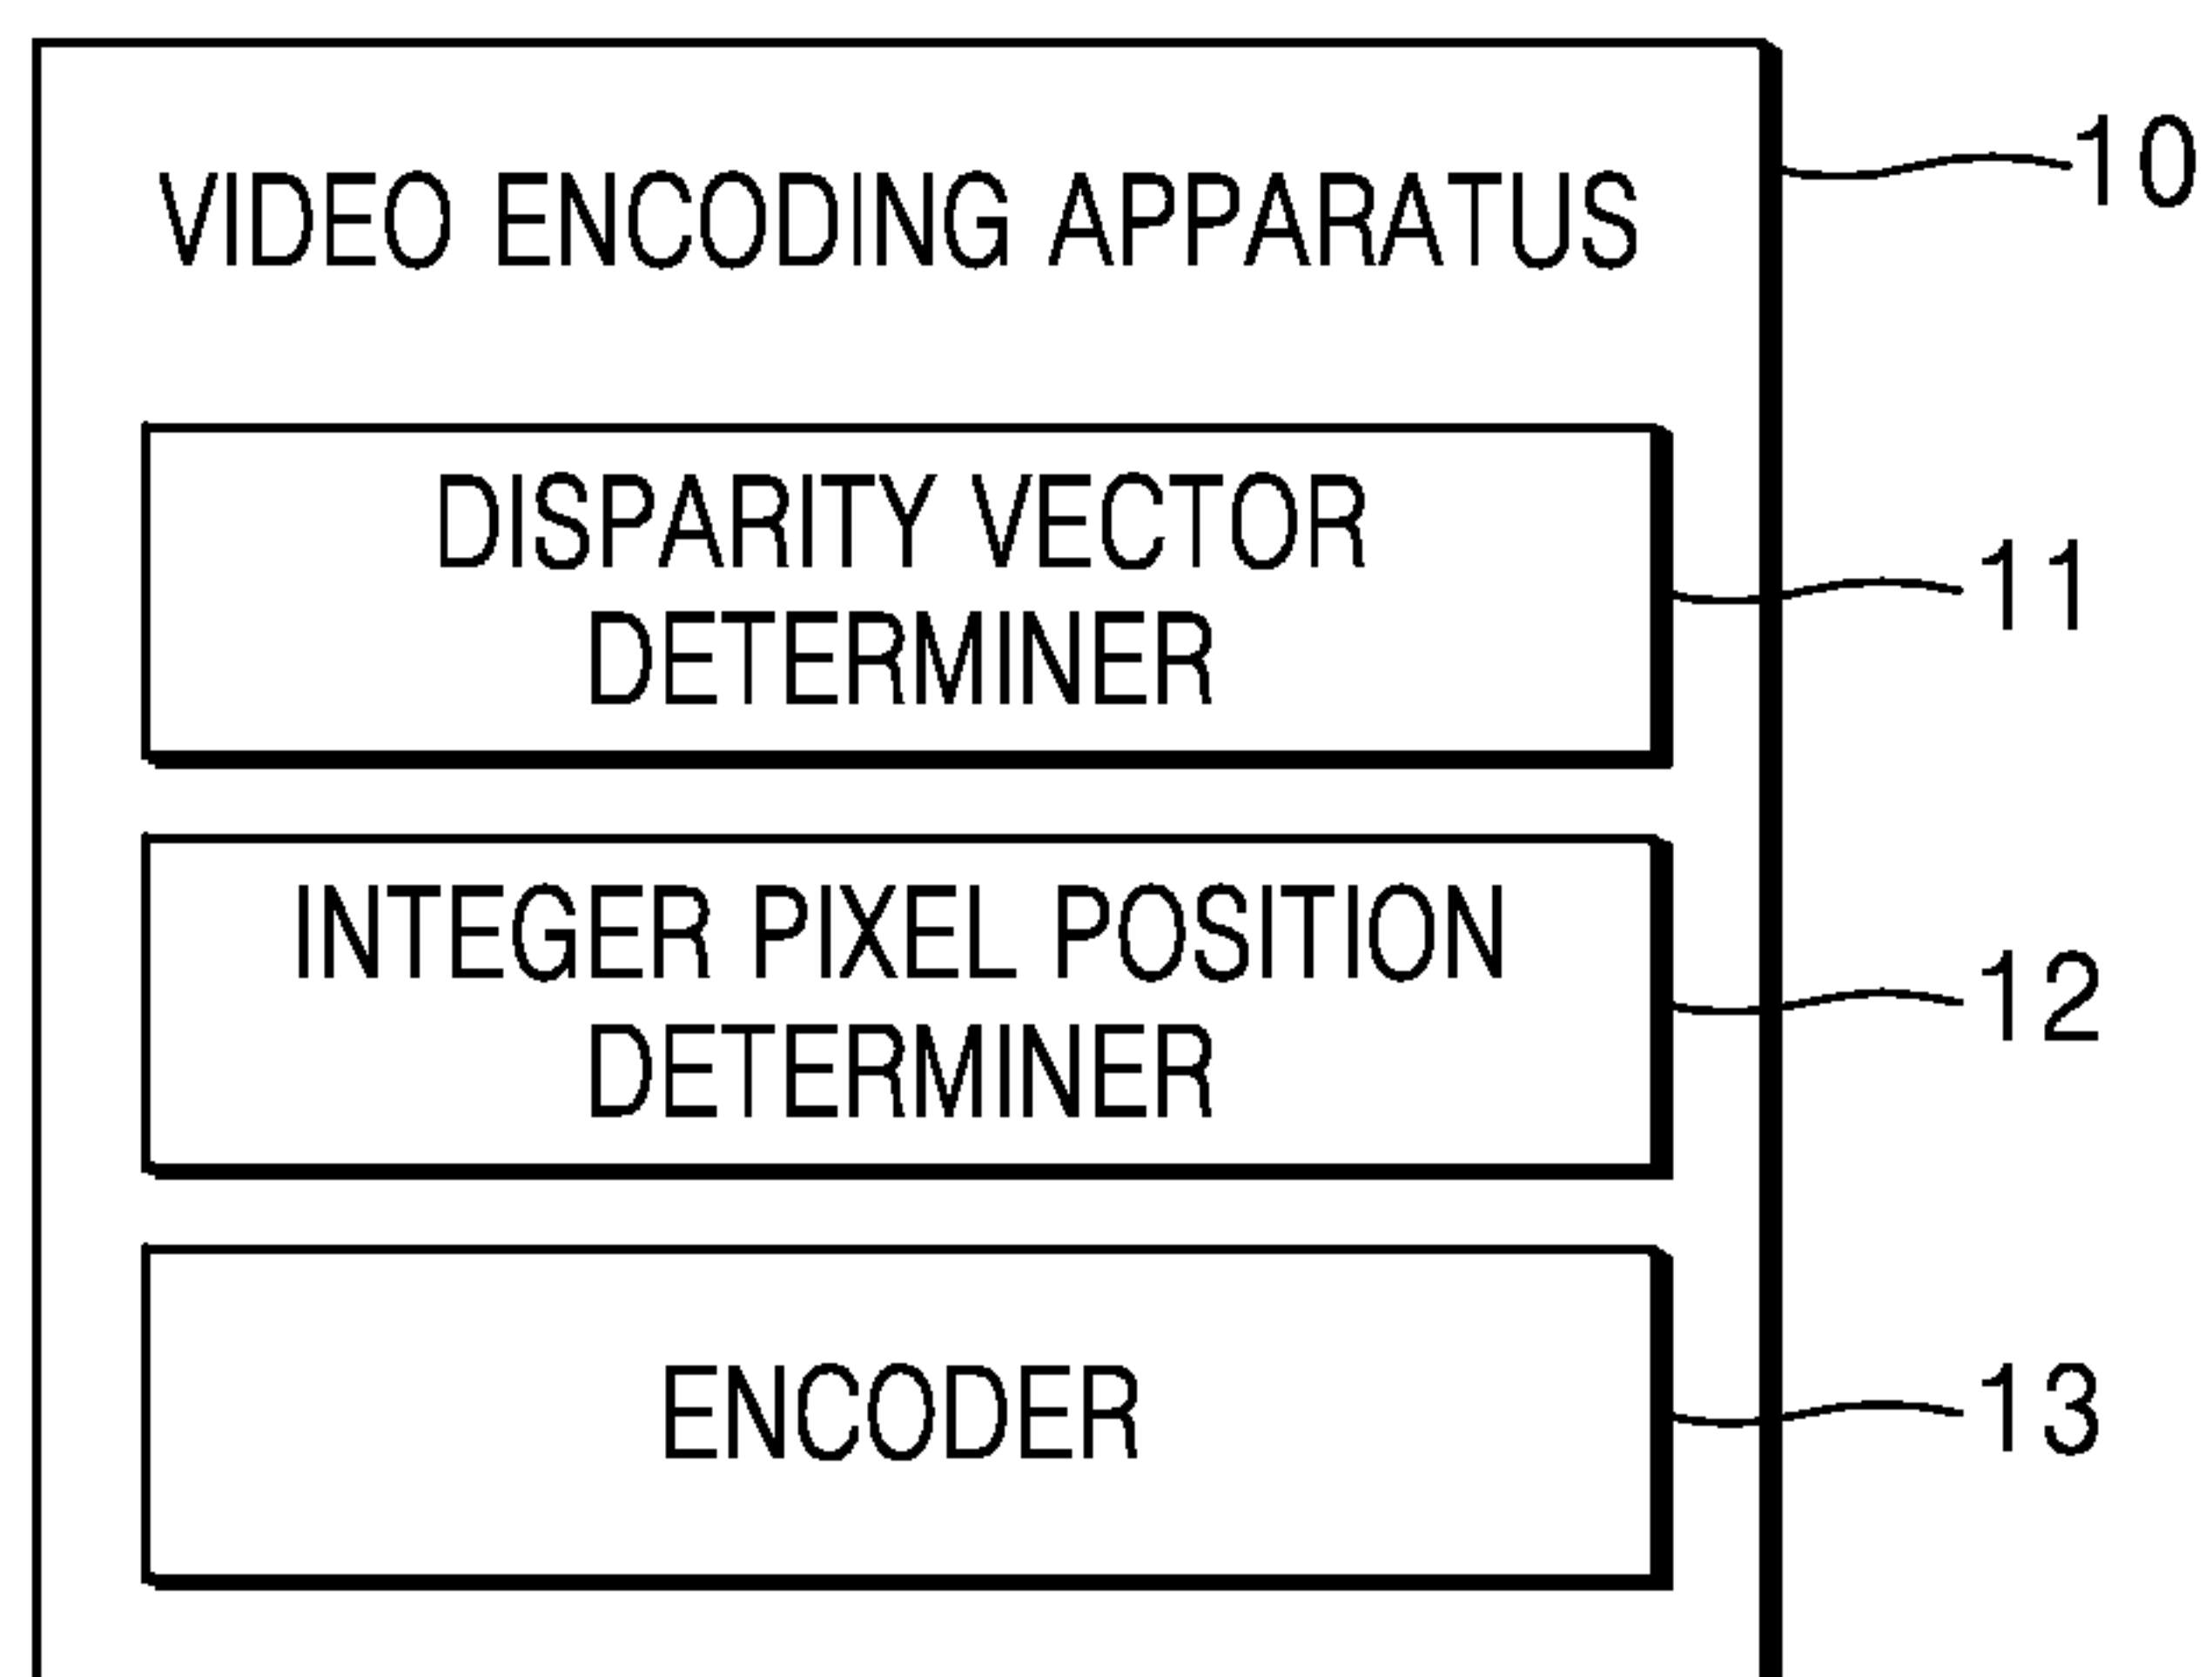 VIDEO ENCODING APPARATUS
10
DISPARITY VECTOR
DETERMINER
11
INTEGER PIXEL POSITION
DETERMINER
12
ENCODER
13